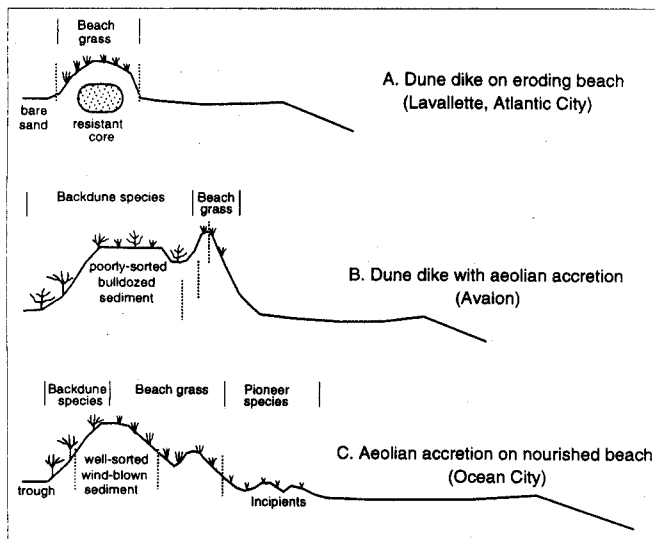 Beach
grass
bare
sand
resistant
core
A. Dune dike on eroding beach
(Lavallette, Atlantic City)
Backdune species
Beach
grass
poorly-sorted
bulldozed
sediment
B. Dune dike with aeolian accretion
(Avalon)
Backdune
species
Beach grass
Pioneer
species
well-sorted
wind-blown
sediment
trough
Incipients
C. Aeolian accretion on nourished beach
(Ocean City)